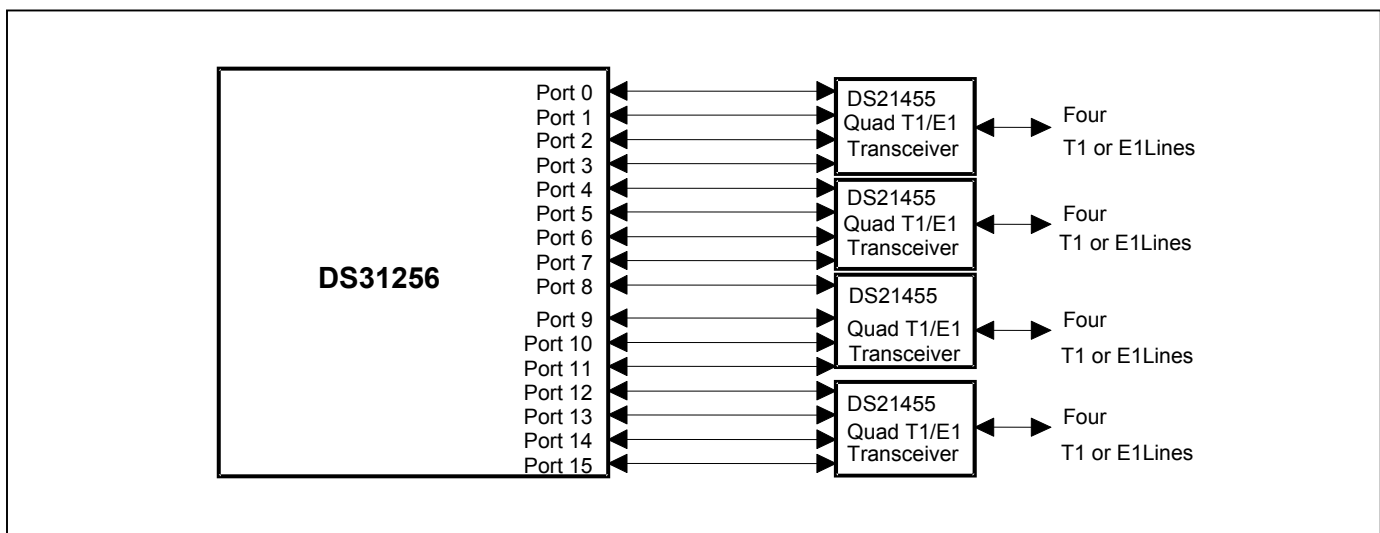 DS31256
Port 0
Port 1
Port 2
Port 3
Port 4
Port 5
Port 6
Port 7
Port 8
Port 9
Port 10
Port 11
Port 12
Port 13
Port 14
Port 15
DS21455
Quad T1/E1
Transceiver
Four
T1 or E1Lines
DS21455
Quad T1/E1
Transceiver
Four
T1 or E1Lines
DS21455
Quad T1/E1
Transceiver
Four
T1 or E1Lines
DS21455
Quad T1/E1
Transceiver
Four
T1 or E1Lines